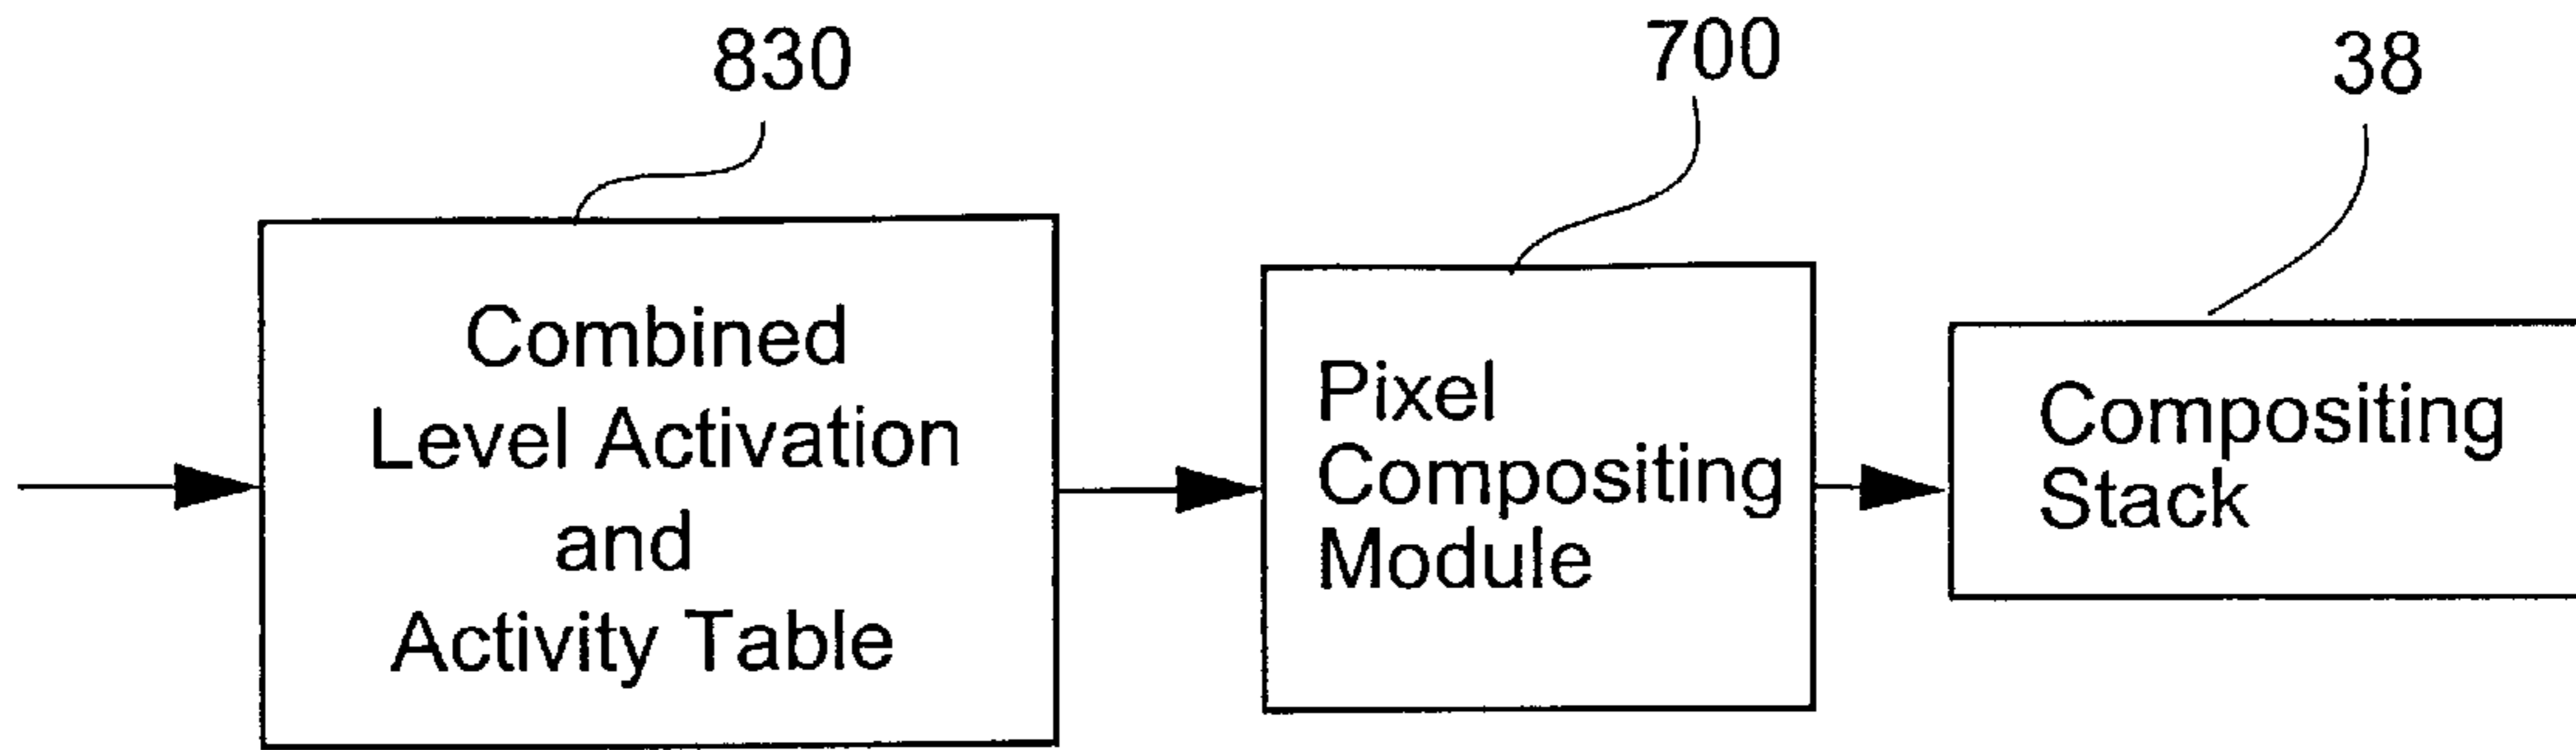 830
700
38
Combined
Level Activation
and
Activity Table
Pixel
Compositing
Module
Compositing
Stack